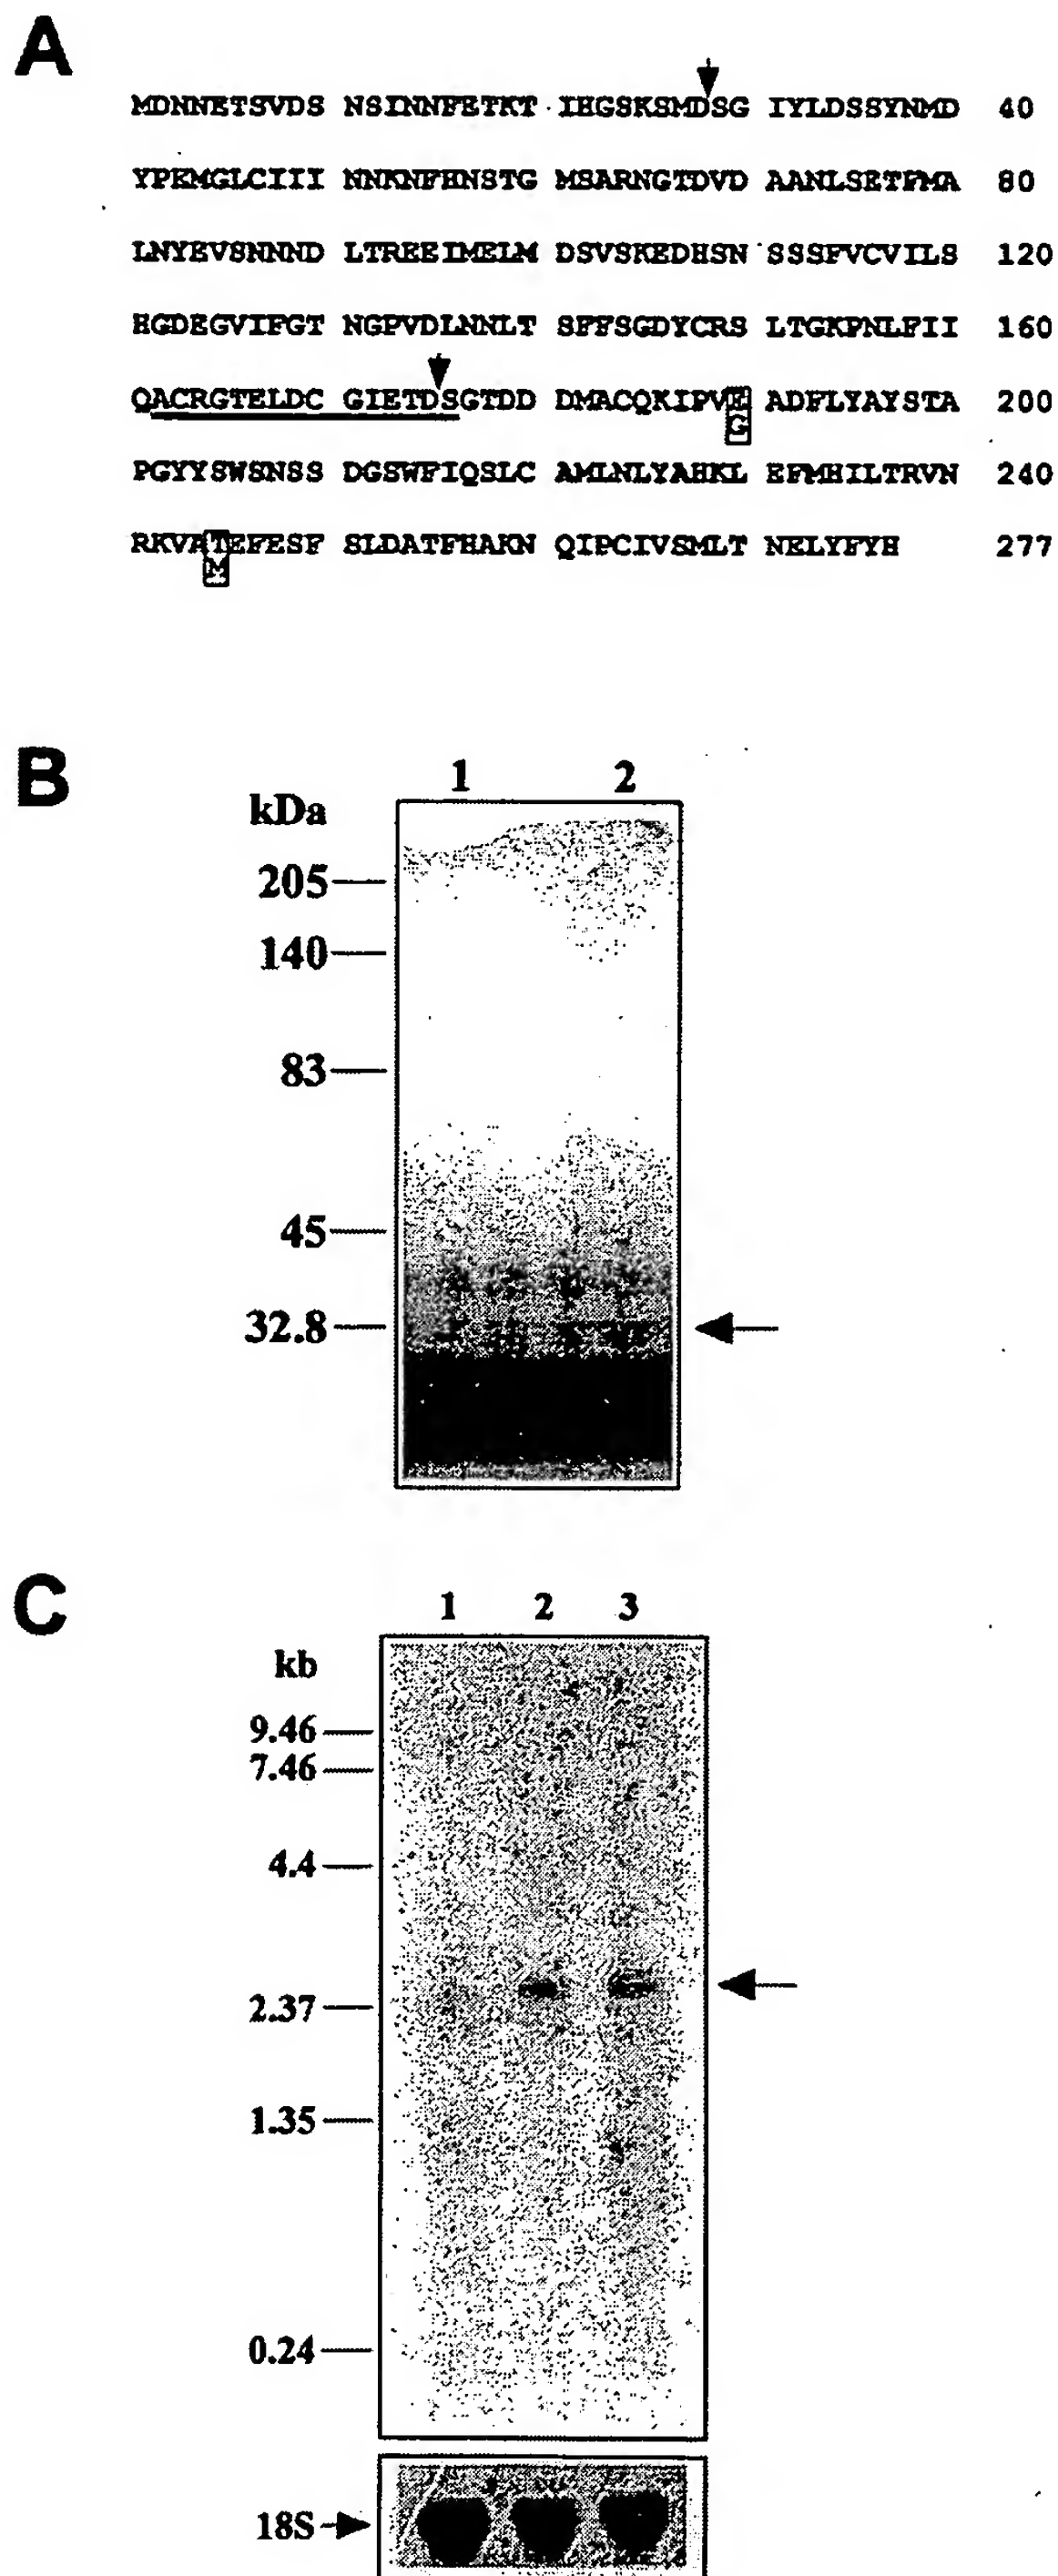 A
MDNNETSVDS NSINNFETKT IHGSKSMDSG IYLDSSYNMD 40
YPEMGLCIII NNKNFHNSTG MSARNGTDVD AANLSETFMA 80
LNYEVSNNND LTREEIMELM DSVSKEDHSN SSSFVCVILS 120
HGDEGVIFGT NGPVDLNNLT SFFSGDYCRS LTGKPNLFII 160
QACRGTELDC GIETDSGTDD DMACQKIPVE ADFLYAYSTA 200
G
PGYYSWSNSS DGSWFIQSLC AMLNLYAHKL EFMHILTRVN 240
RKVATEFESF SLDATFHAKN QIPCIVSMLT NELYFYH 277
M
B
1 2
kDa
205
140
83
45
32.8
C
1 2 3
kb
9.46
7.46
4.4
2.37
1.35
0.24
18S